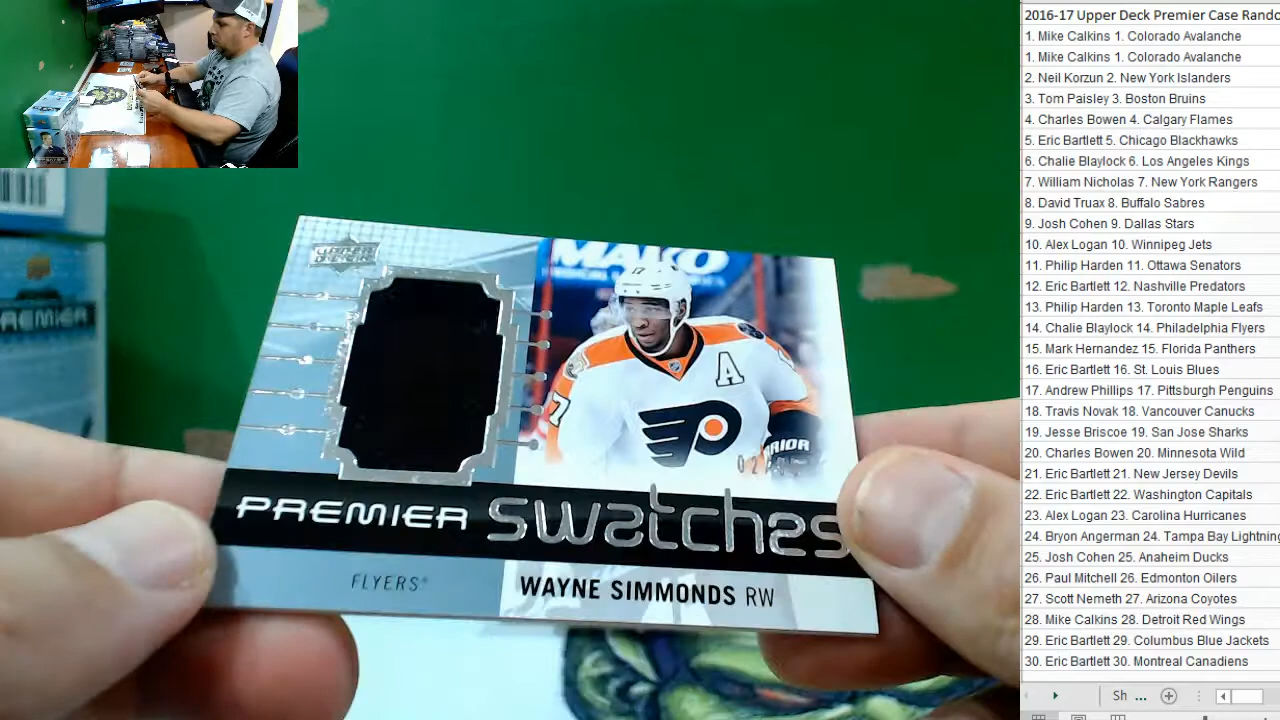 2016-17 Upper Deck Premier Case Rando
1. Mike Calkins 1. Colorado Avalanche
1. Mike Calkins 1. Colorado Avalanche
2. Neil Korzun 2. New York Islanders
3. Tom Paisley 3. Boston Bruins
4. Charles Bowen 4. Calgary Flames
5. Eric Bartlett 5. Chicago Blackhawks
6. Chalie Blaylock 6. Los Angeles Kings
7. William Nicholas 7. New York Rangers
8. David Truax 8. Buffalo Sabres
9. Josh Cohen 9. Dallas Stars
10. Alex Logan 10. Winnipeg Jets
11. Philip Harden 11. Ottawa Senators
12. Eric Bartlett 12. Nashville Predators
13. Philip Harden 13. Toronto Maple Leafs
14. Chalie Blaylock 14. Philadelphia Flyers
15. Mark Hernandez 15. Florida Panthers
16. Eric Bartlett 16. St. Louis Blues
17. Andrew Phillips 17. Pittsburgh Penguins
18. Travis Novak 18. Vancouver Canucks
19. Jesse Briscoe 19. San Jose Sharks
20. Charles Bowen 20. Minnesota Wild
21. Eric Bartlett 21. New Jersey Devils
22. Eric Bartlett 22. Washington Capitals
23. Alex Logan 23. Carolina Hurricanes
24. Bryon Angerman 24. Tampa Bay Lightning
25. Josh Cohen 25. Anaheim Ducks
26. Paul Mitchell 26. Edmonton Oilers
27. Scott Nemeth 27. Arizona Coyotes
28. Mike Calkins 28. Detroit Red Wings
29. Eric Bartlett 29. Columbus Blue Jackets
30. Eric Bartlett 30. Montreal Canadiens
Sh ...
UPPER DECK
MAKO
17
A
7
PREMIER swatches
FLYERS
WAYNE SIMMONDS RW